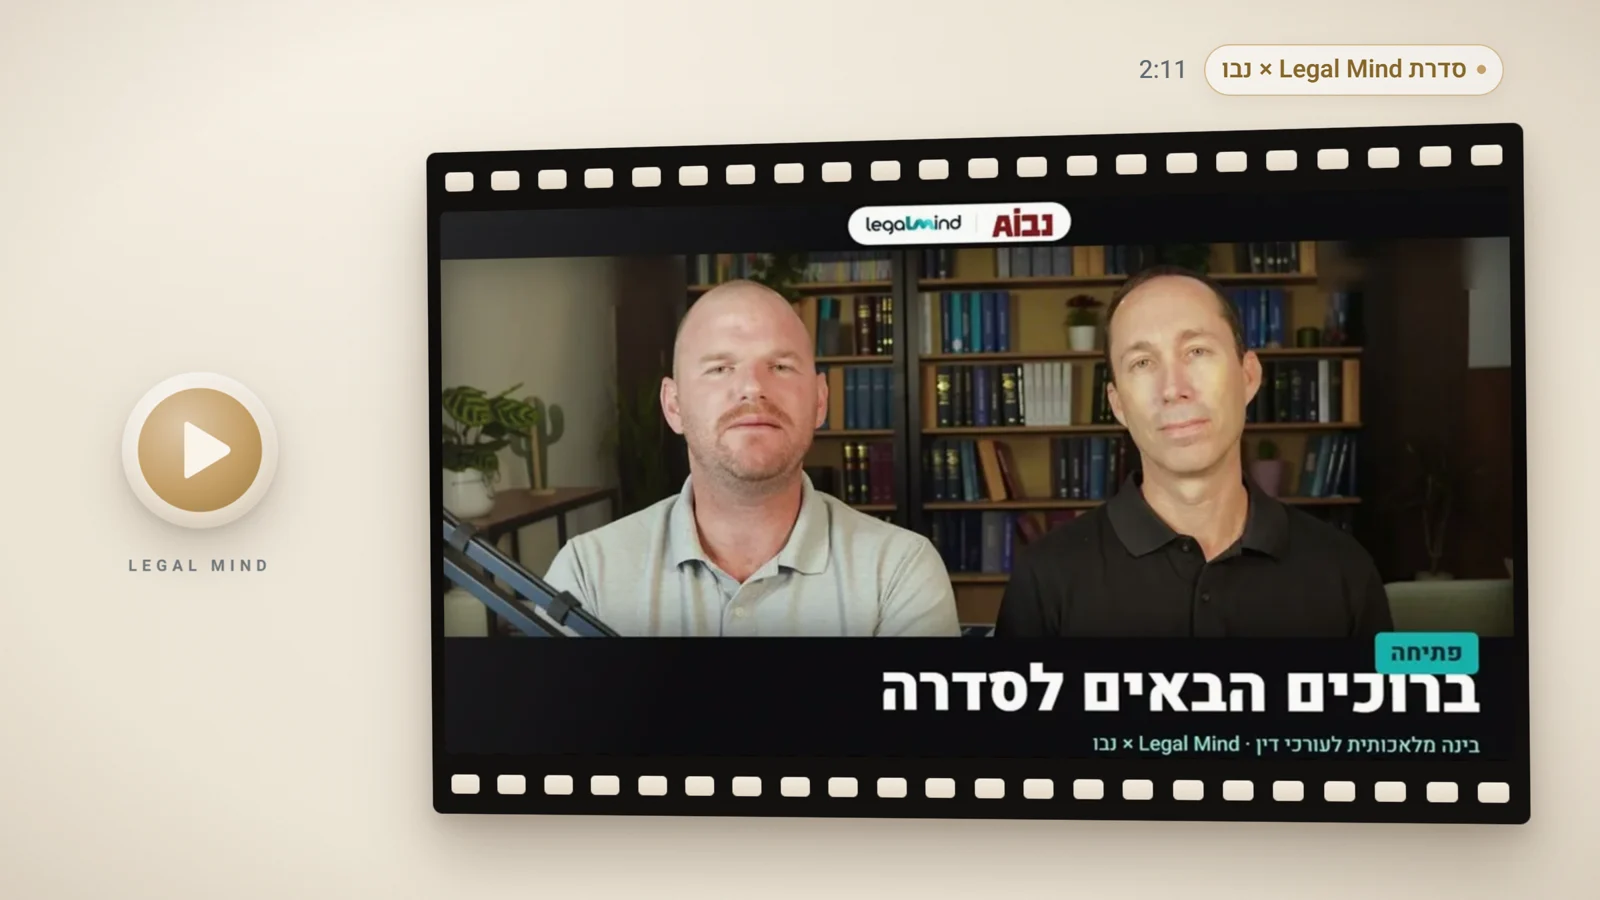 סדרת Legal Mind × נבו
2:11
legalmind | נבוAi
LEGAL MIND
פתיחה
ברוכים הבאים לסדרה
בינה מלאכותית לעורכי דין · Legal Mind × נבו